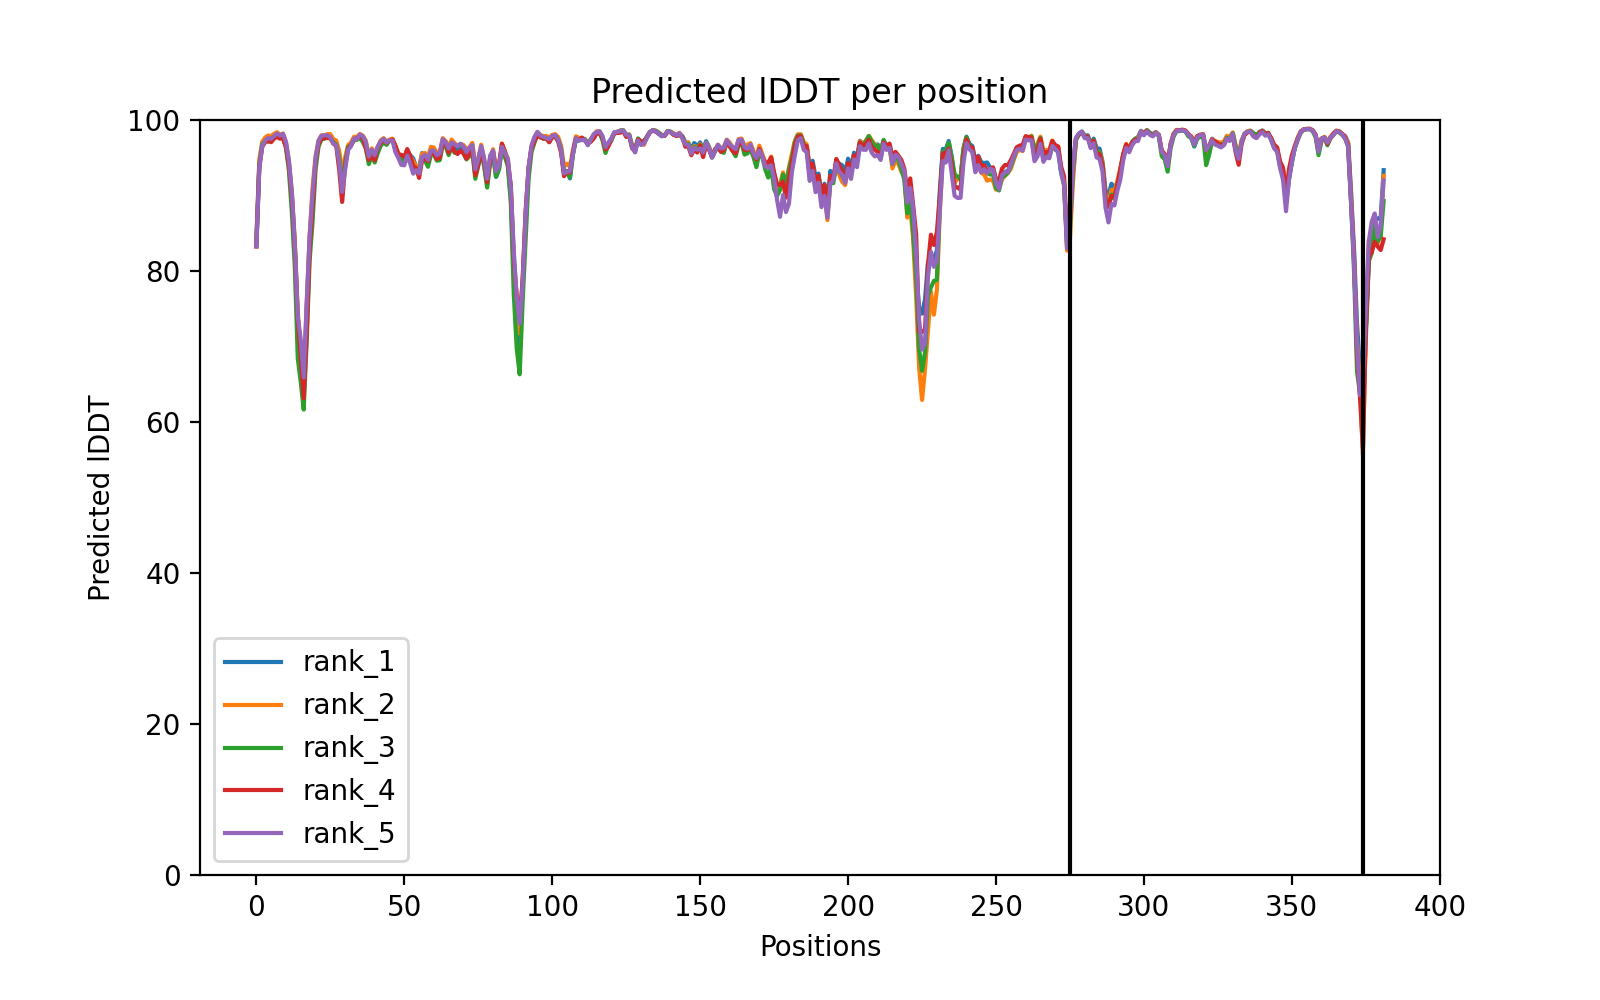 Predicted lDDT per position
100
80
60
40
20
0
Predicted lDDT
rank_1
rank_2
rank_3
rank_4
rank_5
0 50 100 150 200 250 300 350 400
Positions